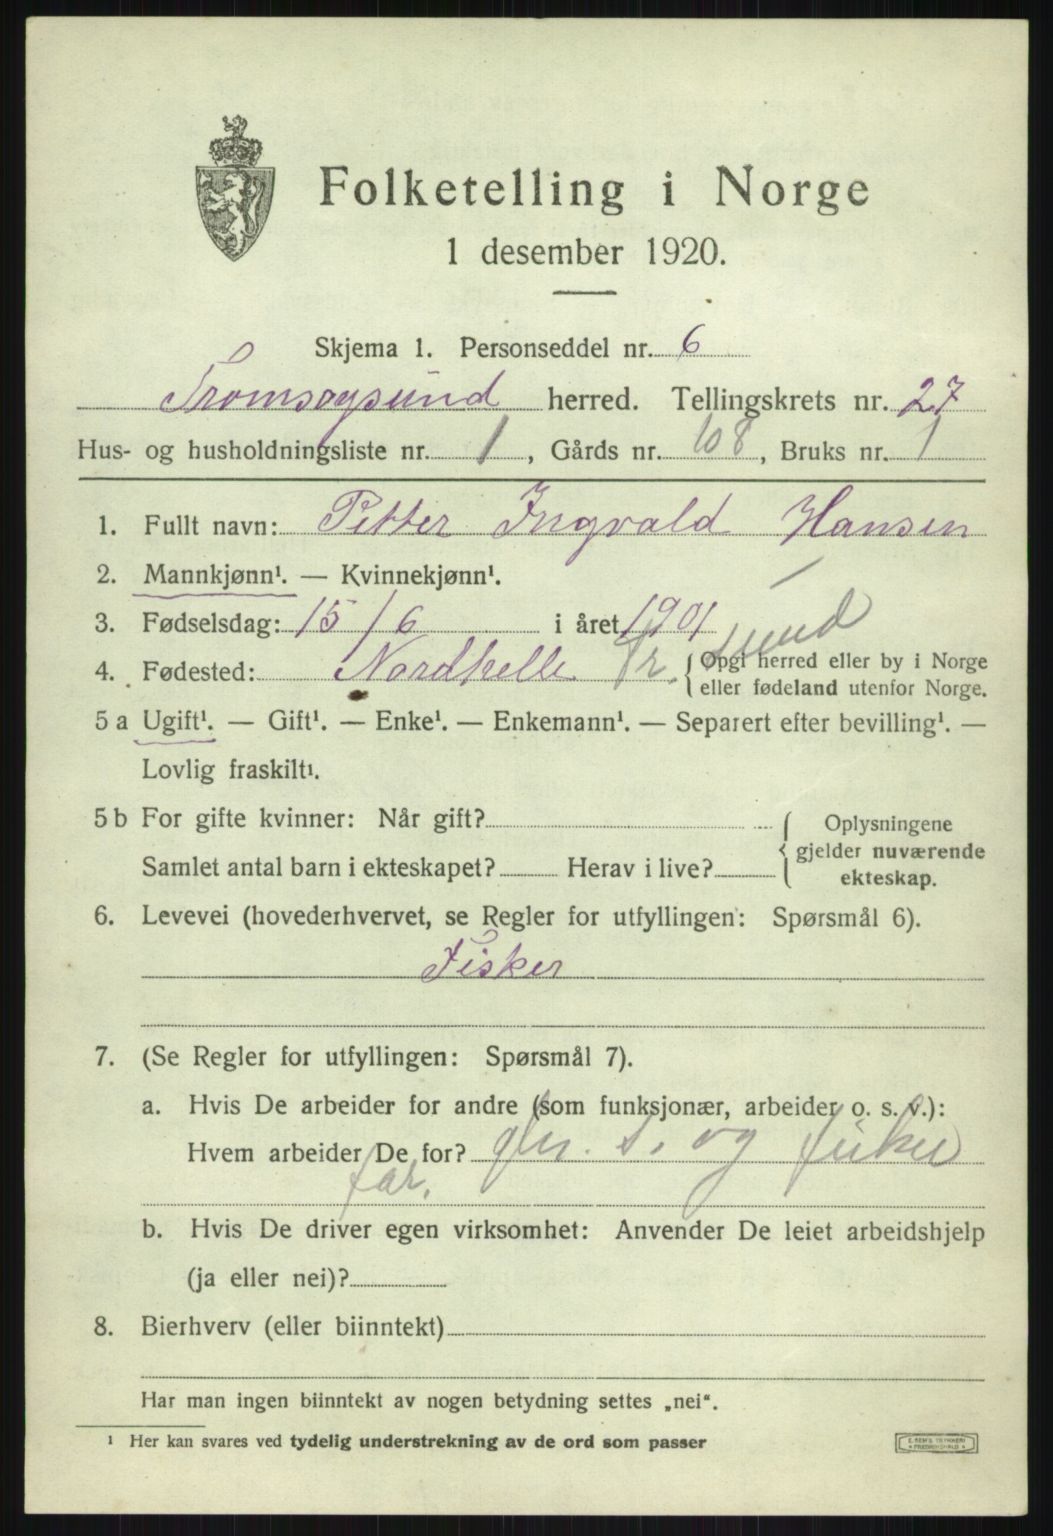 Folketelling i Norge
1 desember 1920.
Skjema 1. Personseddel nr. 6
Tromsøysund herred. Tellingskrets nr. 27
Hus- og husholdningsliste nr. 1, Gårds nr. 108, Bruks nr. 1
1. Fullt navn: Petter Ingvald Hansen
2. Mannkjønn¹. — Kvinnekjønn¹.
3. Fødselsdag: 15/6 i året 1901
4. Fødested: Nordkelle Tr. sund { Opgi herred eller by i Norge
eller fødeland utenfor Norge.
5 a Ugift¹. — Gift¹. — Enke¹. — Enkemann¹. — Separert efter bevilling¹. —
Lovlig fraskilt¹.
5 b For gifte kvinner: Når gift? { Oplysningene
gjelder nuværende
Samlet antal barn i ekteskapet? Herav i live?
ekteskap.
6. Levevei (hovederhvervet, se Regler for utfyllingen: Spørsmål 6).
Fisker
7. (Se Regler for utfyllingen: Spørsmål 7).
a. Hvis De arbeider for andre (som funksjonær, arbeider o. s. v.):
Hvem arbeider De for? s. og fisker
far.
b. Hvis De driver egen virksomhet: Anvender De leiet arbeidshjelp
(ja eller nei)?
8. Bierhverv (eller biinntekt)
Har man ingen biinntekt av nogen betydning settes „nei“.
¹ Her kan svares ved tydelig understrekning av de ord som passer